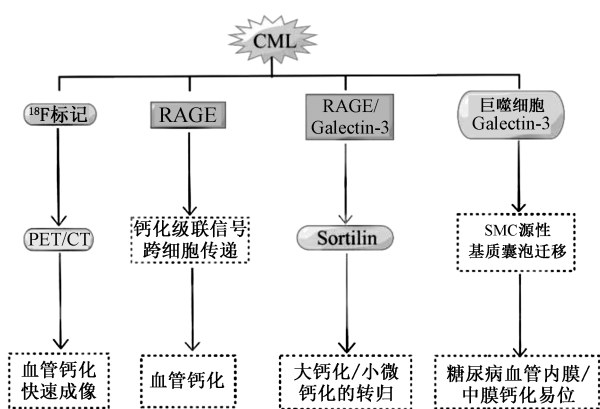 CML
¹⁸F标记
PET/CT
血管钙化
快速成像
RAGE
钙化级联信号
跨细胞传递
血管钙化
RAGE/
Galectin-3
Sortilin
大钙化/小微
钙化的转归
巨噬细胞
Galectin-3
SMC源性
基质囊泡迁移
糖尿病血管内膜/
中膜钙化易位